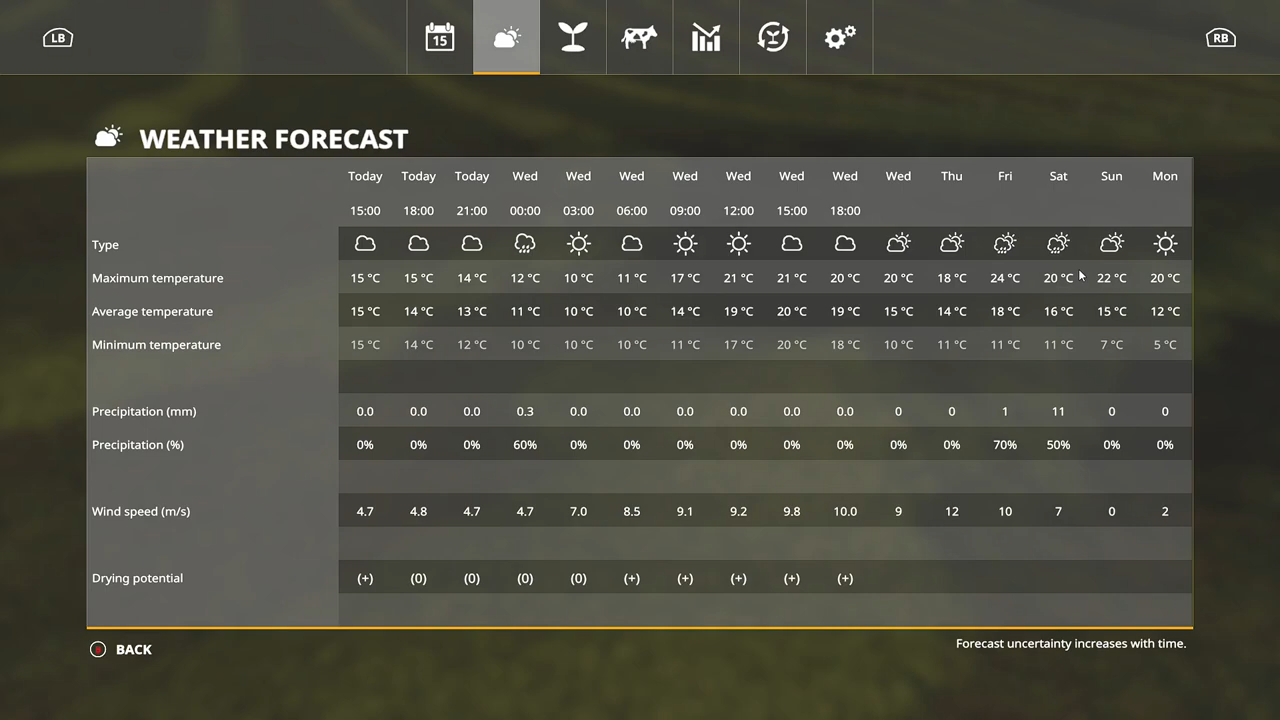 LB
15
RB
WEATHER FORECAST
Today Today Today Wed Wed Wed Wed Wed Wed Wed Wed Thu Fri Sat Sun Mon
15:00 18:00 21:00 00:00 03:00 06:00 09:00 12:00 15:00 18:00
Type
Maximum temperature 15 °C 15 °C 14 °C 12 °C 10 °C 11 °C 17 °C 21 °C 21 °C 20 °C 20 °C 18 °C 24 °C 20 °C 22 °C 20 °C
Average temperature 15 °C 14 °C 13 °C 11 °C 10 °C 10 °C 14 °C 19 °C 20 °C 19 °C 15 °C 14 °C 18 °C 16 °C 15 °C 12 °C
Minimum temperature 15 °C 14 °C 12 °C 10 °C 10 °C 10 °C 11 °C 17 °C 20 °C 18 °C 10 °C 11 °C 11 °C 11 °C 7 °C 5 °C
Precipitation (mm) 0.0 0.0 0.0 0.3 0.0 0.0 0.0 0.0 0.0 0.0 0 0 1 11 0 0
Precipitation (%) 0% 0% 0% 60% 0% 0% 0% 0% 0% 0% 0% 0% 70% 50% 0% 0%
Wind speed (m/s) 4.7 4.8 4.7 4.7 7.0 8.5 9.1 9.2 9.8 10.0 9 12 10 7 0 2
Drying potential (+) (0) (0) (0) (0) (+) (+) (+) (+) (+)
BACK
Forecast uncertainty increases with time.